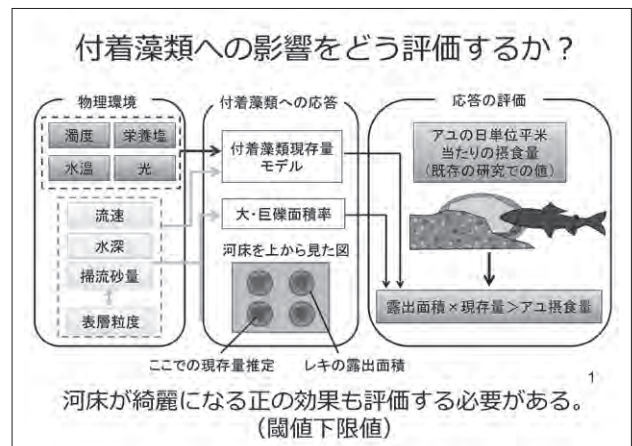 付着藻類への影響をどう評価するか？
物理環境
濁度
栄養塩
水温
光
流速
水深
掃流砂量
表層粒度
付着藻類への応答
付着藻類現存量
モデル
大・巨礫面積率
河床を上から見た図
ここでの現存量推定
レキの露出面積
応答の評価
アユの日単位平米
当たりの摂食量
（既存の研究での値）
露出面積×現存量＞アユ摂食量
1
河床が綺麗になる正の効果も評価する必要がある。
（閾値下限値）